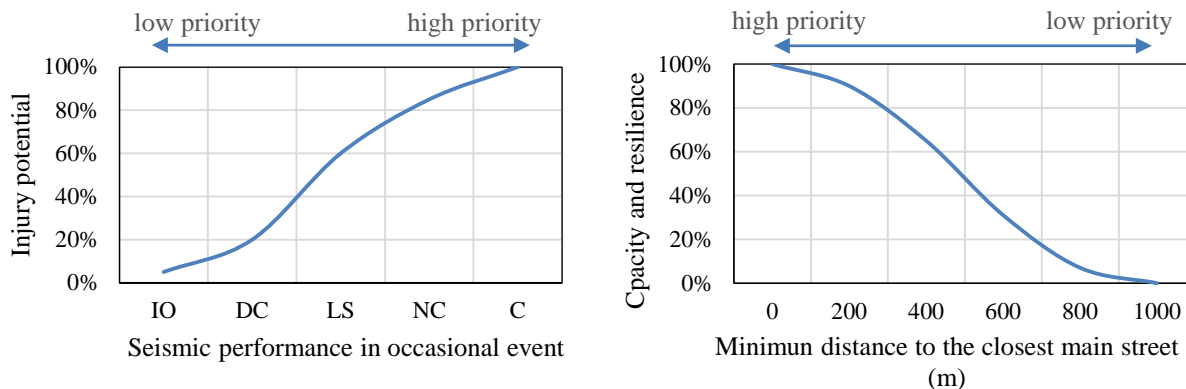 low priority high priority
100%
80%
60%
40%
20%
0%
Injury potential
IO DC LS NC C
Seismic performance in occasional event
high priority low priority
100%
80%
60%
40%
20%
0%
Cpacity and resilience
0 200 400 600 800 1000
Minimun distance to the closest main street
(m)